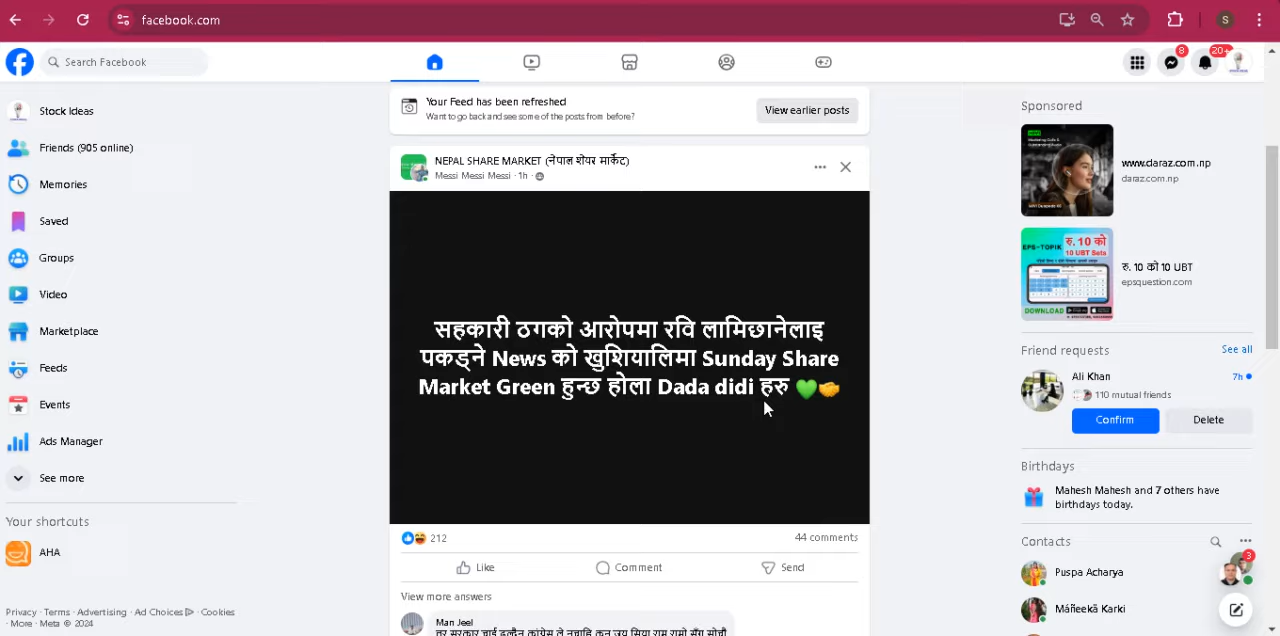 facebook.com
S
Search Facebook
8
20+
Stock Ideas
Friends (905 online)
Memories
Saved
Groups
Video
Marketplace
Feeds
Events
Ads Manager
See more
Your shortcuts
AHA
Privacy · Terms · Advertising · Ad Choices · Cookies
· More · Meta © 2024
Your Feed has been refreshed
Want to go back and see some of the posts from before?
View earlier posts
NEPAL SHARE MARKET (नेपाल शेयर मार्केट)
Messi Messi Messi · 1h ·
सहकारी ठगको आरोपमा रवि लामिछानेलाइ
पकड्ने News को खुशियालिमा Sunday Share
Market Green हुन्छ होला Dada didi हरु 💚🤝
212
44 comments
Like
Comment
Send
View more answers
Man Jeel
Sponsored
www.daraz.com.np
daraz.com.np
EPS-TOPIK
रु. 10 को
10 UBT Sets
DOWNLOAD
रु. 10 को 10 UBT
epsquestion.com
Friend requests
See all
Ali Khan
7h
110 mutual friends
Confirm
Delete
Birthdays
Mahesh Mahesh and 7 others have
birthdays today.
Contacts
3
Puspa Acharya
Máñeekā Karki